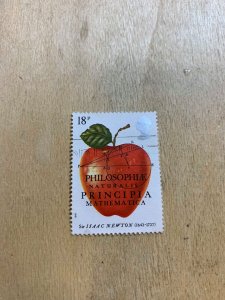 18P
PHILOSOPHIÆ
NATURALIS
PRINCIPIA
MATHEMATICA
Sir ISAAC NEWTON (1642-1727)